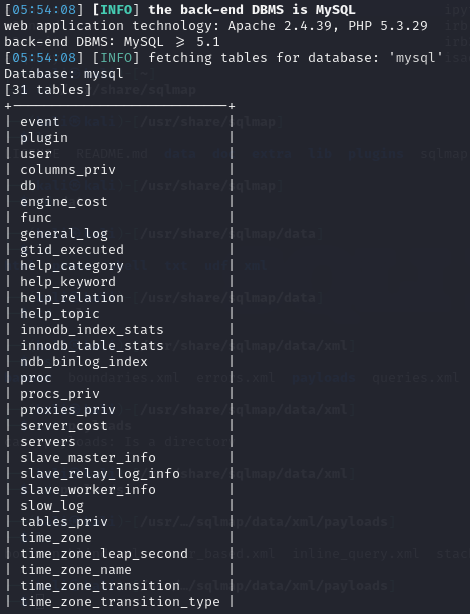 [05:54:08] [INFO] the back-end DBMS is MySQL
web application technology: Apache 2.4.39, PHP 5.3.29
back-end DBMS: MySQL ≥ 5.1
[05:54:08] [INFO] fetching tables for database: 'mysql'
Database: mysql
[31 tables]
+---------------------------+
| event                     |
| plugin                    |
| user                      |
| columns_priv              |
| db                        |
| engine_cost               |
| func                      |
| general_log               |
| gtid_executed             |
| help_category             |
| help_keyword              |
| help_relation             |
| help_topic                |
| innodb_index_stats        |
| innodb_table_stats        |
| ndb_binlog_index          |
| proc                      |
| procs_priv                |
| proxies_priv              |
| server_cost               |
| servers                   |
| slave_master_info         |
| slave_relay_log_info      |
| slave_worker_info         |
| slow_log                  |
| tables_priv               |
| time_zone                 |
| time_zone_leap_second     |
| time_zone_name            |
| time_zone_transition      |
| time_zone_transition_type |